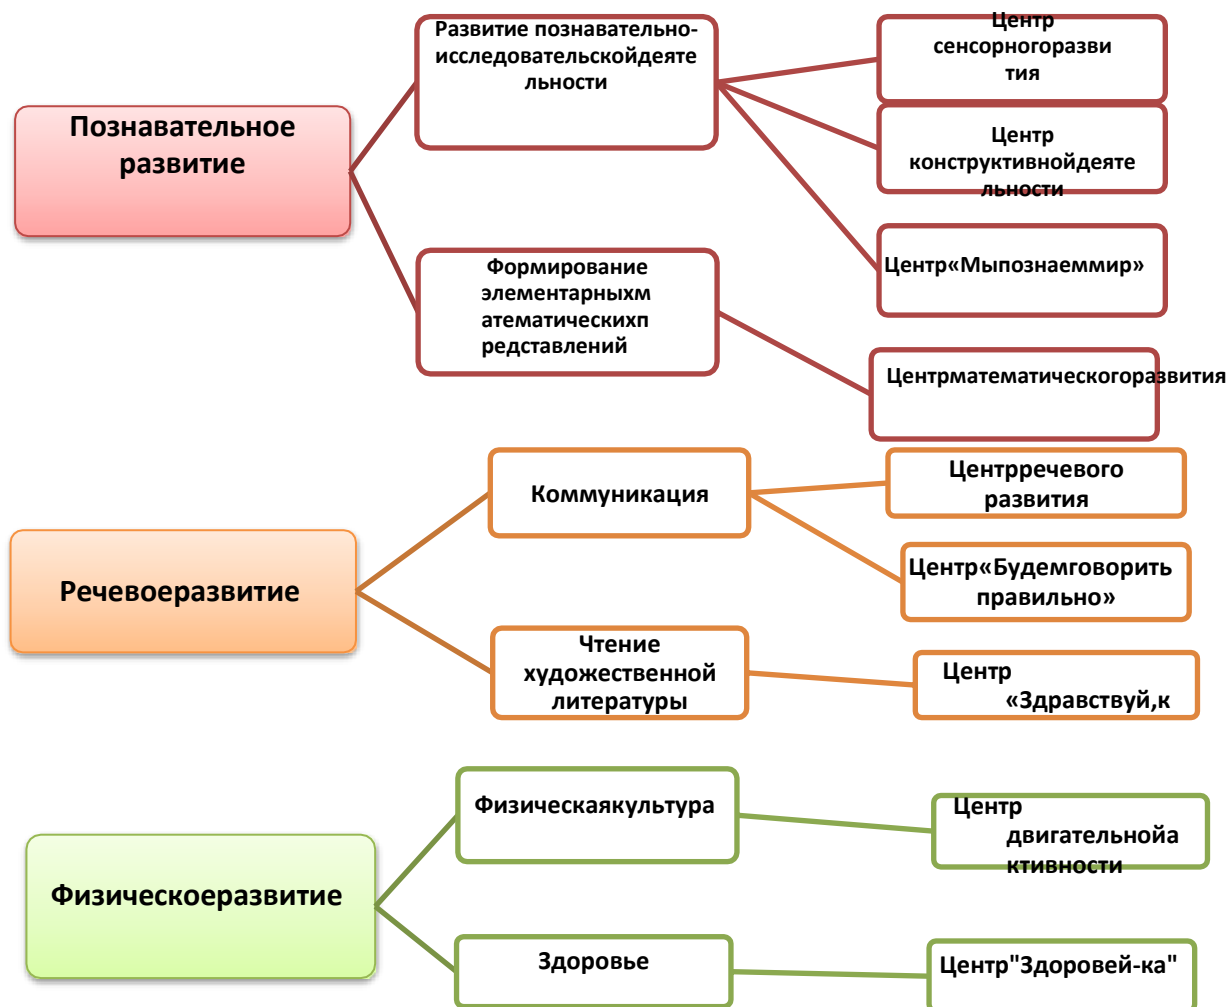 Познавательное
развитие
Развитие познавательно-
исследовательскойдеяте
льности
Центр
сенсорногоразви
тия
Центр
конструктивнойдеяте
льности
Центр«Мыпознаеммир»
Формирование
элементарныхм
атематическихп
редставлений
Центрматематическогоразвития
Речевоеразвитие
Коммуникация
Центрречевого
развития
Центр«Будемговорить
правильно»
Чтение
художественной
литературы
Центр
«Здравствуй,к
Физическоеразвитие
Физическаякультура
Центр
двигательнойа
ктивности
Здоровье
Центр"Здоровей-ка"